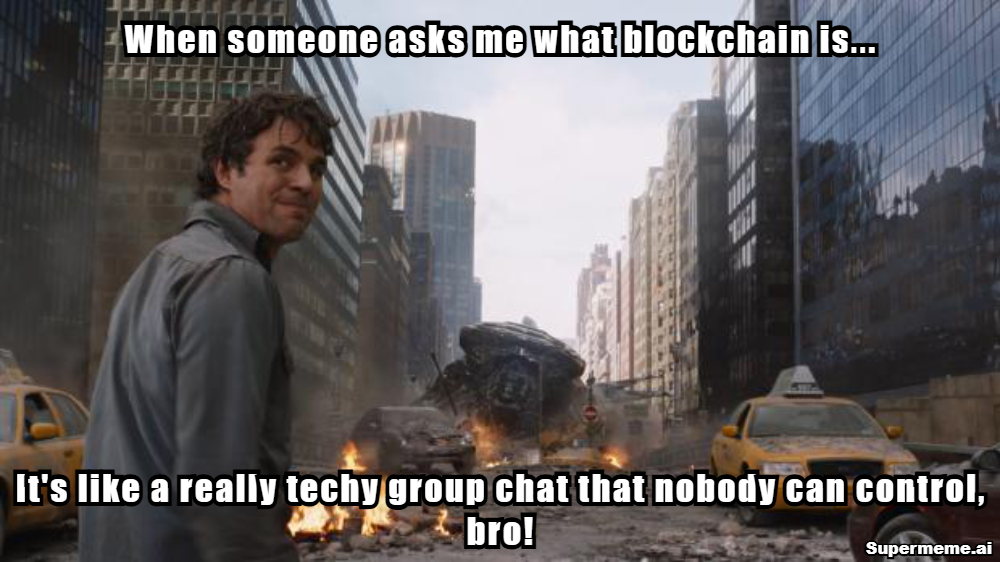 When someone asks me what blockchain is...
It's like a really techy group chat that nobody can control,
bro!
Supermeme.ai